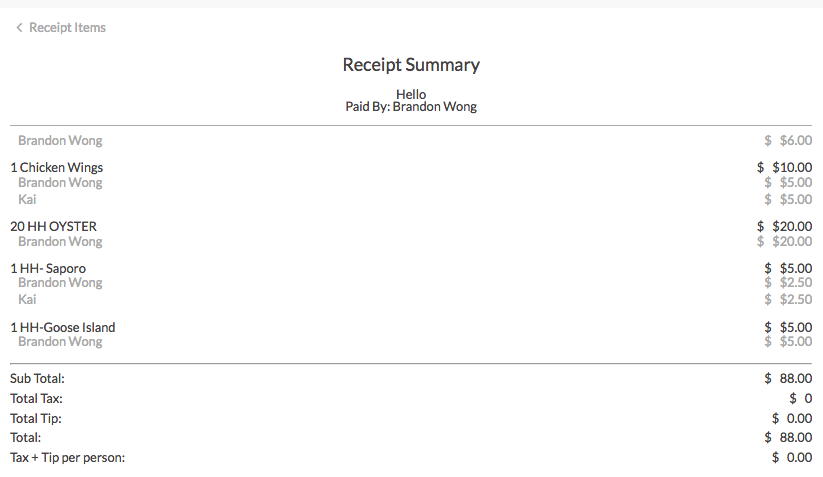 < Receipt Items
Receipt Summary
Hello
Paid By: Brandon Wong
Brandon Wong $ $6.00
1 Chicken Wings $ $10.00
Brandon Wong $ $5.00
Kai $ $5.00
20 HH OYSTER $ $20.00
Brandon Wong $ $20.00
1 HH- Saporo $ $5.00
Brandon Wong $ $2.50
Kai $ $2.50
1 HH-Goose Island $ $5.00
Brandon Wong $ $5.00
Sub Total: $ 88.00
Total Tax: $ 0
Total Tip: $ 0.00
Total: $ 88.00
Tax + Tip per person: $ 0.00